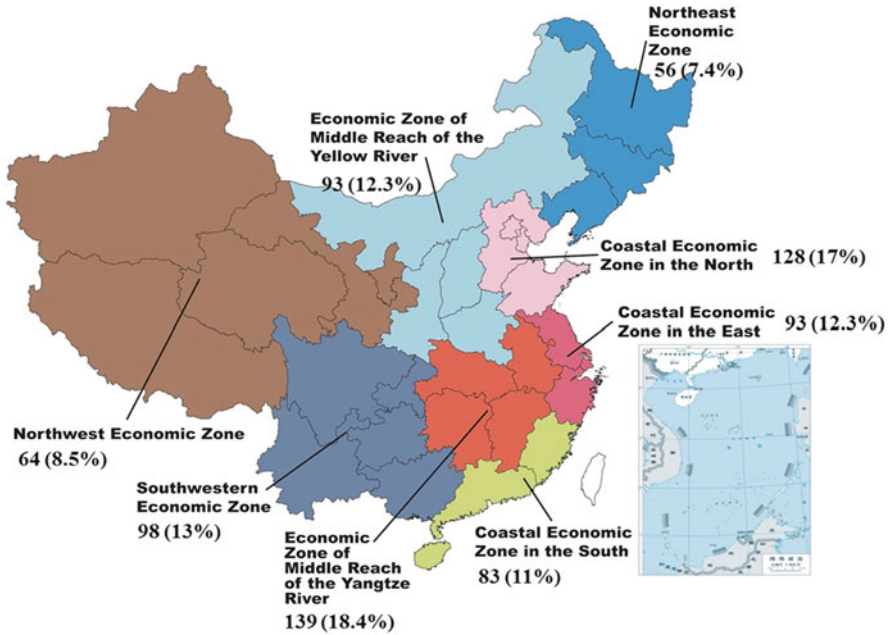 Northeast
Economic
Zone
56 (7.4%)
Economic Zone of
Middle Reach of the
Yellow River
93 (12.3%)
Coastal Economic
Zone in the North
128 (17%)
Coastal Economic
Zone in the East
93 (12.3%)
Northwest Economic Zone
64 (8.5%)
Southwestern
Economic Zone
98 (13%)
Economic
Zone of
Middle Reach
of the Yangtze
River
139 (18.4%)
Coastal Economic
Zone in the South
83 (11%)